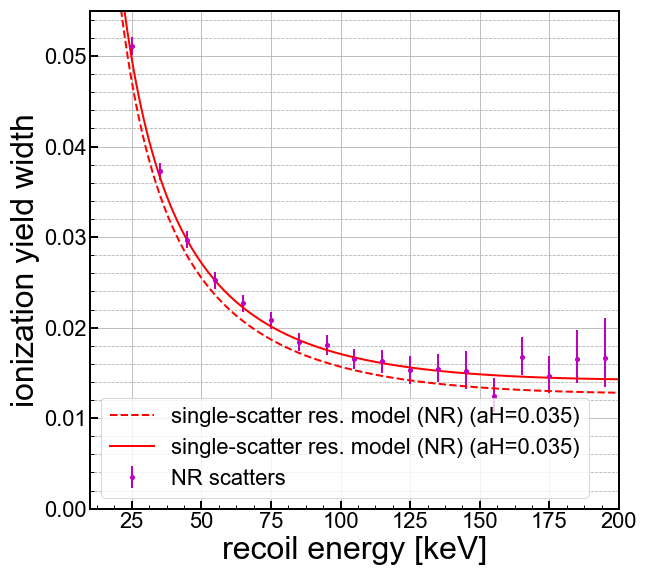 ionization yield width
0.05
0.04
0.03
0.02
0.01
0.00
single-scatter res. model (NR) (aH=0.035)
single-scatter res. model (NR) (aH=0.035)
NR scatters
25 50 75 100 125 150 175 200
recoil energy [keV]